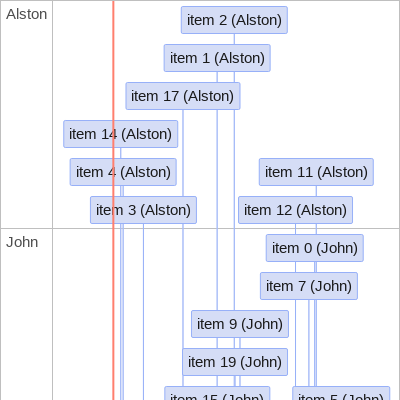 Alston
item 2 (Alston)
item 1 (Alston)
item 17 (Alston)
item 14 (Alston)
item 4 (Alston)
item 11 (Alston)
item 3 (Alston)
item 12 (Alston)
John
item 0 (John)
item 7 (John)
item 9 (John)
item 19 (John)
item 15 (John)
item 5 (John)